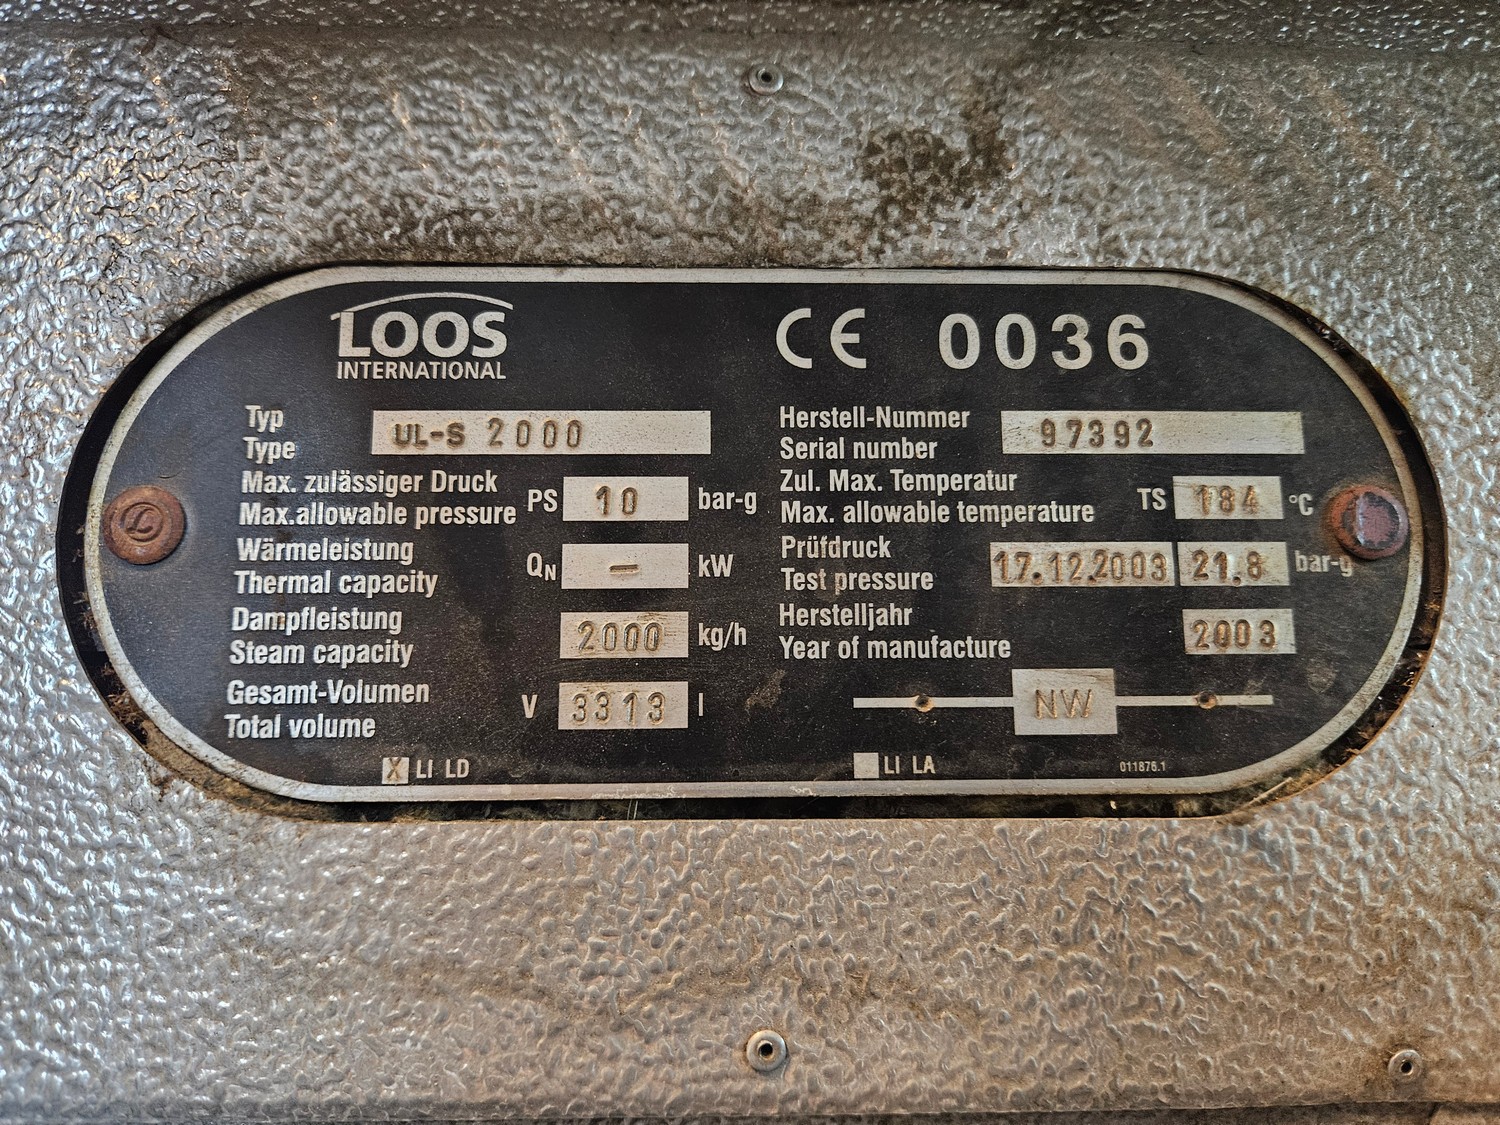 LOOS
INTERNATIONAL
CE 0036
Typ
Type
UL-S 2000
Max. zulässiger Druck
Max.allowable pressure
PS 10 bar-g
Wärmeleistung
Thermal capacity
QN – kW
Dampfleistung
Steam capacity
2000 kg/h
Gesamt-Volumen
Total volume
V 3313 l
X LI LD
Herstell-Nummer
Serial number
97392
Zul. Max. Temperatur
Max. allowable temperature
TS 184 °C
Prüfdruck
Test pressure
17.12.2003 21.8 bar-g
Herstelljahr
Year of manufacture
2003
NW
LI LA
011876.1